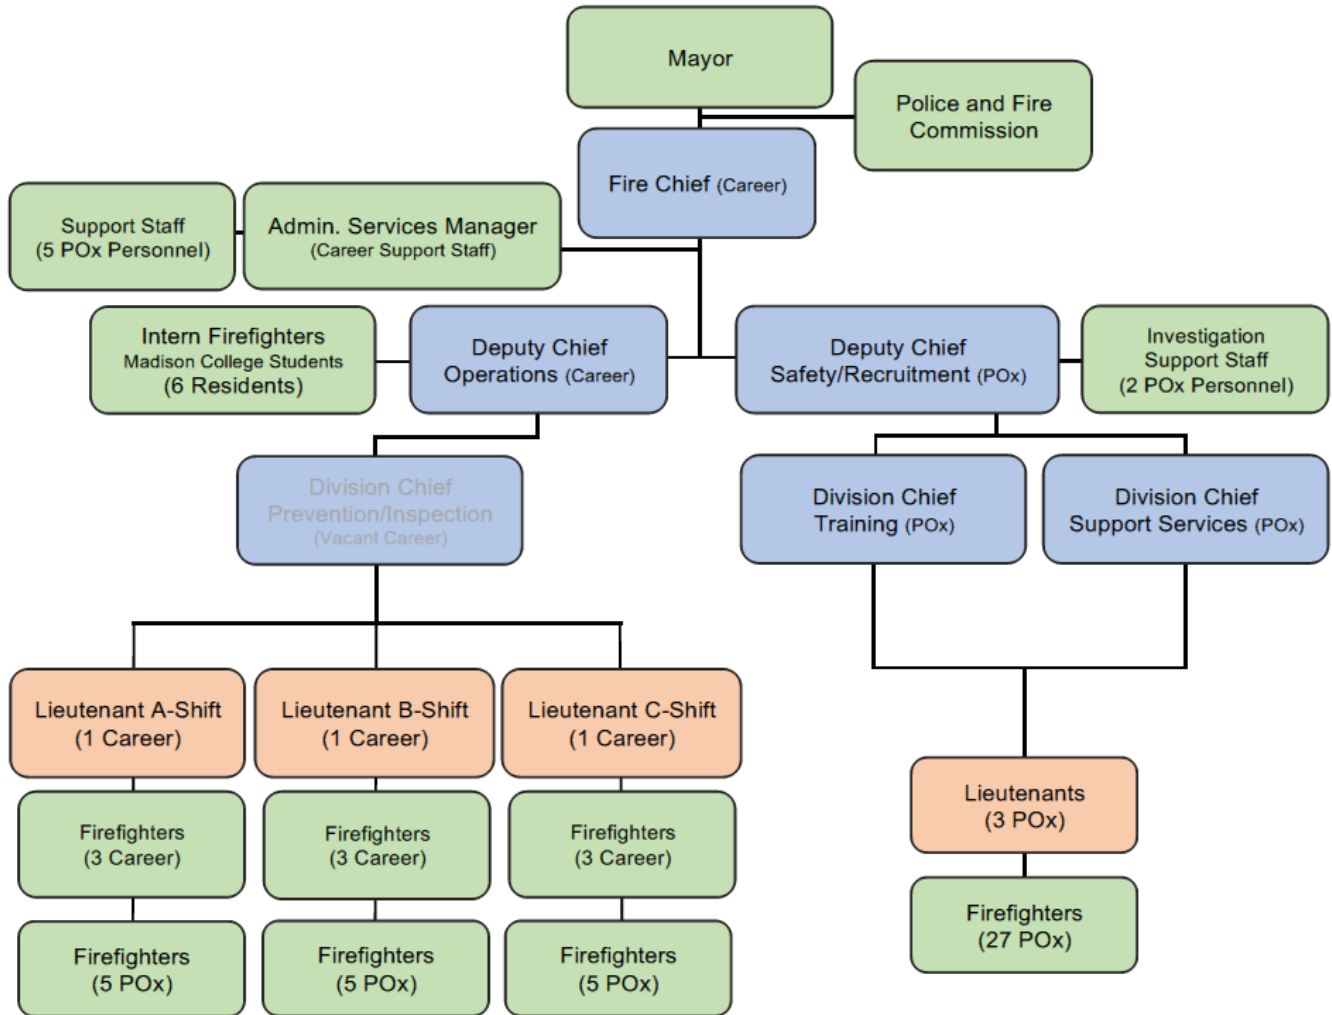 Mayor
Police and Fire
Commission
Fire Chief (Career)
Support Staff
(5 POx Personnel)
Admin. Services Manager
(Career Support Staff)
Intern Firefighters
Madison College Students
(6 Residents)
Deputy Chief
Operations (Career)
Deputy Chief
Safety/Recruitment (POx)
Investigation
Support Staff
(2 POx Personnel)
Division Chief
Prevention/Inspection
(Vacant Career)
Division Chief
Training (POx)
Division Chief
Support Services (POx)
Lieutenant A-Shift
(1 Career)
Lieutenant B-Shift
(1 Career)
Lieutenant C-Shift
(1 Career)
Lieutenants
(3 POx)
Firefighters
(3 Career)
Firefighters
(3 Career)
Firefighters
(3 Career)
Firefighters
(27 POx)
Firefighters
(5 POx)
Firefighters
(5 POx)
Firefighters
(5 POx)